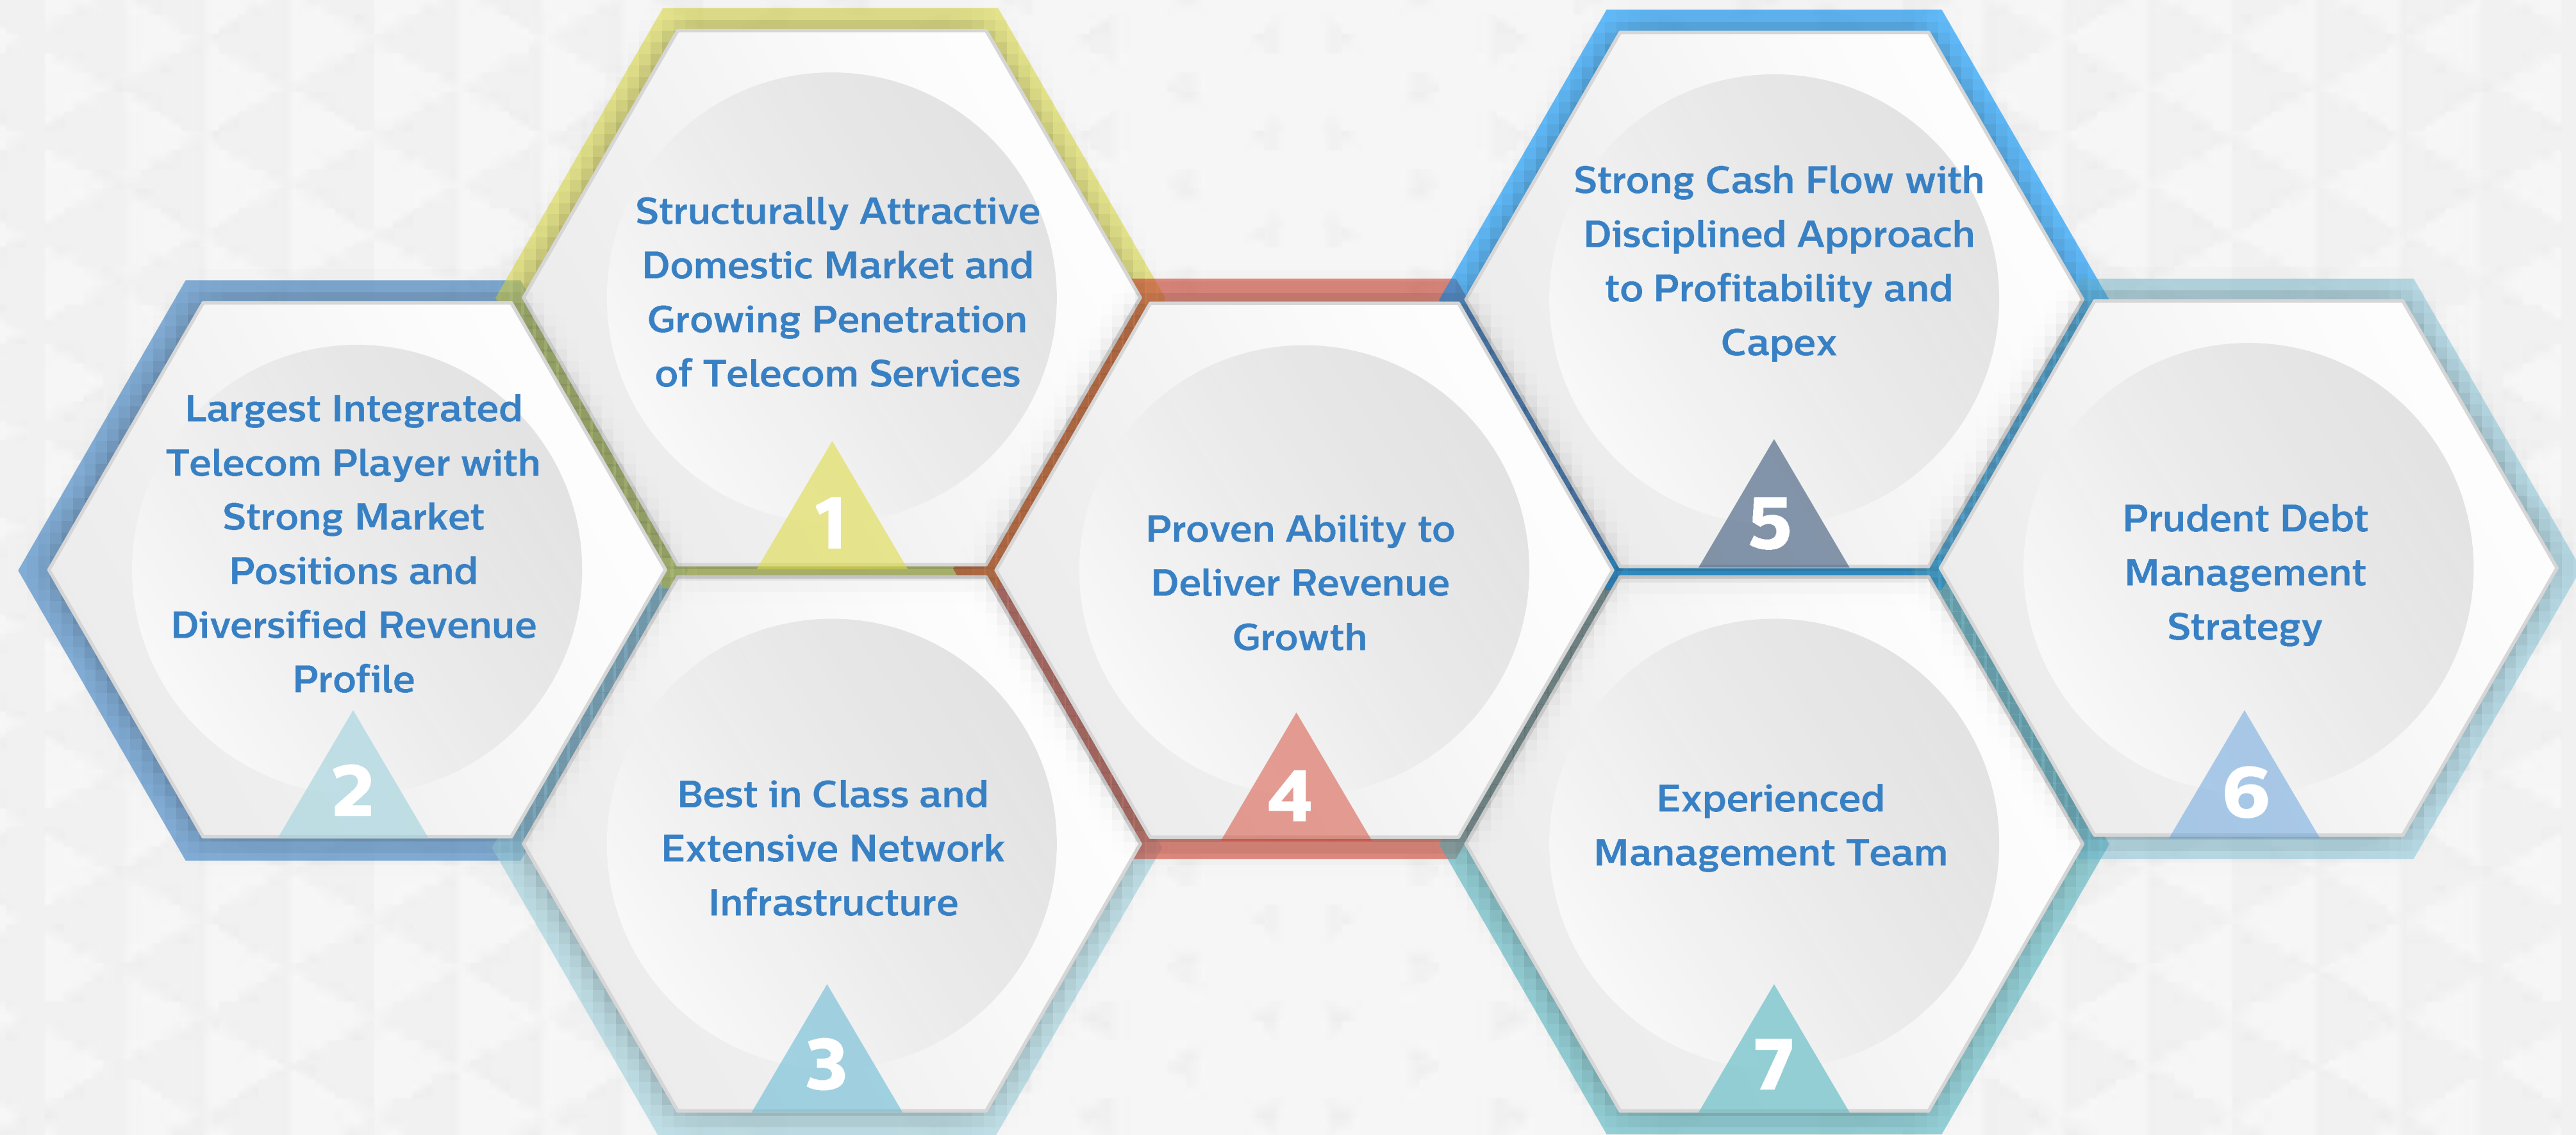 Structurally Attractive
Domestic Market and
Growing Penetration
of Telecom Services
1
Largest Integrated
Telecom Player with
Strong Market
Positions and
Diversified Revenue
Profile
2
Best in Class and
Extensive Network
Infrastructure
3
Proven Ability to
Deliver Revenue
Growth
4
Strong Cash Flow with
Disciplined Approach
to Profitability and
Capex
5
Prudent Debt
Management
Strategy
6
Experienced
Management Team
7